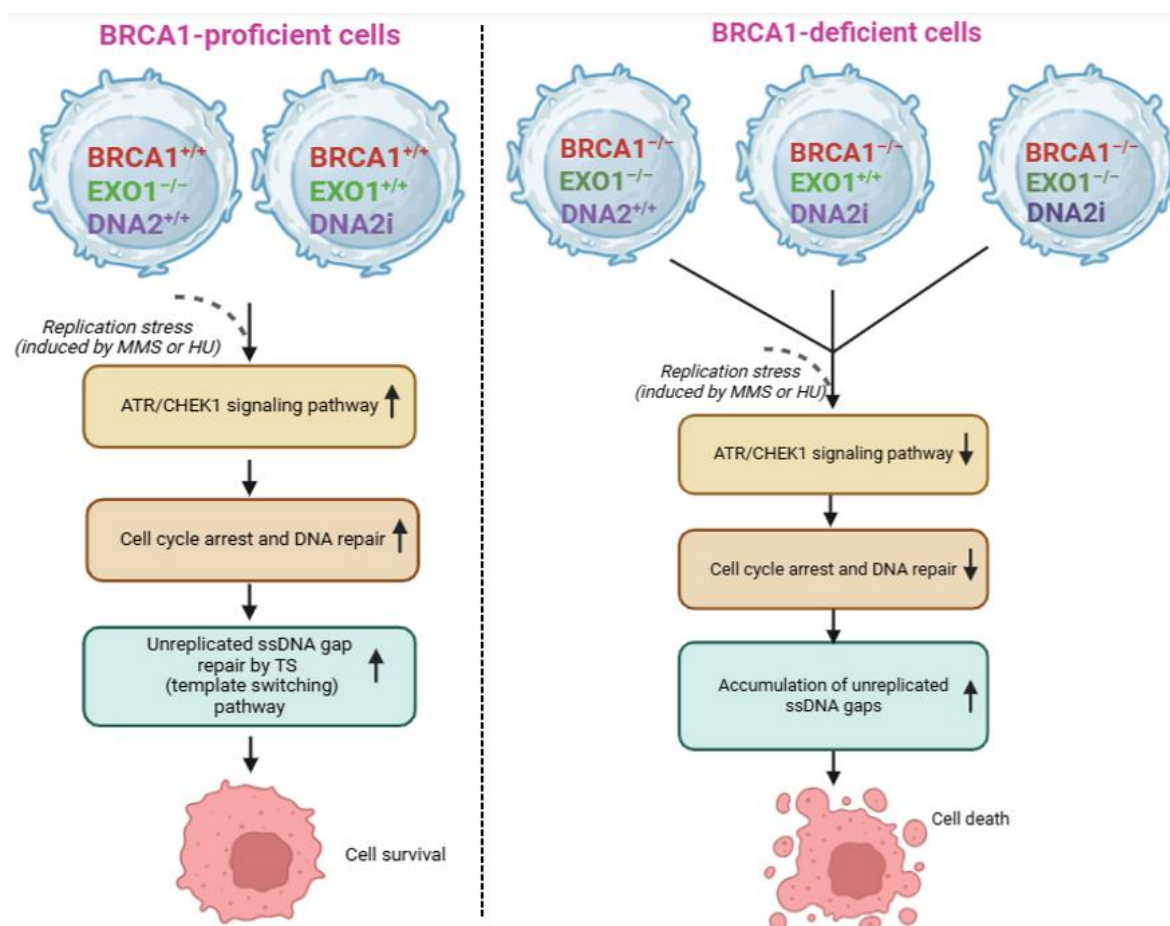 BRCA1-proficient cells
BRCA1⁺/⁺
EXO1⁻/⁻
DNA2⁺/⁺
BRCA1⁺/⁺
EXO1⁺/⁺
DNA2i
Replication stress
(induced by MMS or HU)
ATR/CHEK1 signaling pathway
Cell cycle arrest and DNA repair
Unreplicated ssDNA gap
repair by TS
(template switching)
pathway
Cell survival
BRCA1-deficient cells
BRCA1⁻/⁻
EXO1⁻/⁻
DNA2⁺/⁺
BRCA1⁻/⁻
EXO1⁺/⁺
DNA2i
BRCA1⁻/⁻
EXO1⁻/⁻
DNA2i
Replication stress
(induced by MMS or HU)
ATR/CHEK1 signaling pathway
Cell cycle arrest and DNA repair
Accumulation of unreplicated
ssDNA gaps
Cell death